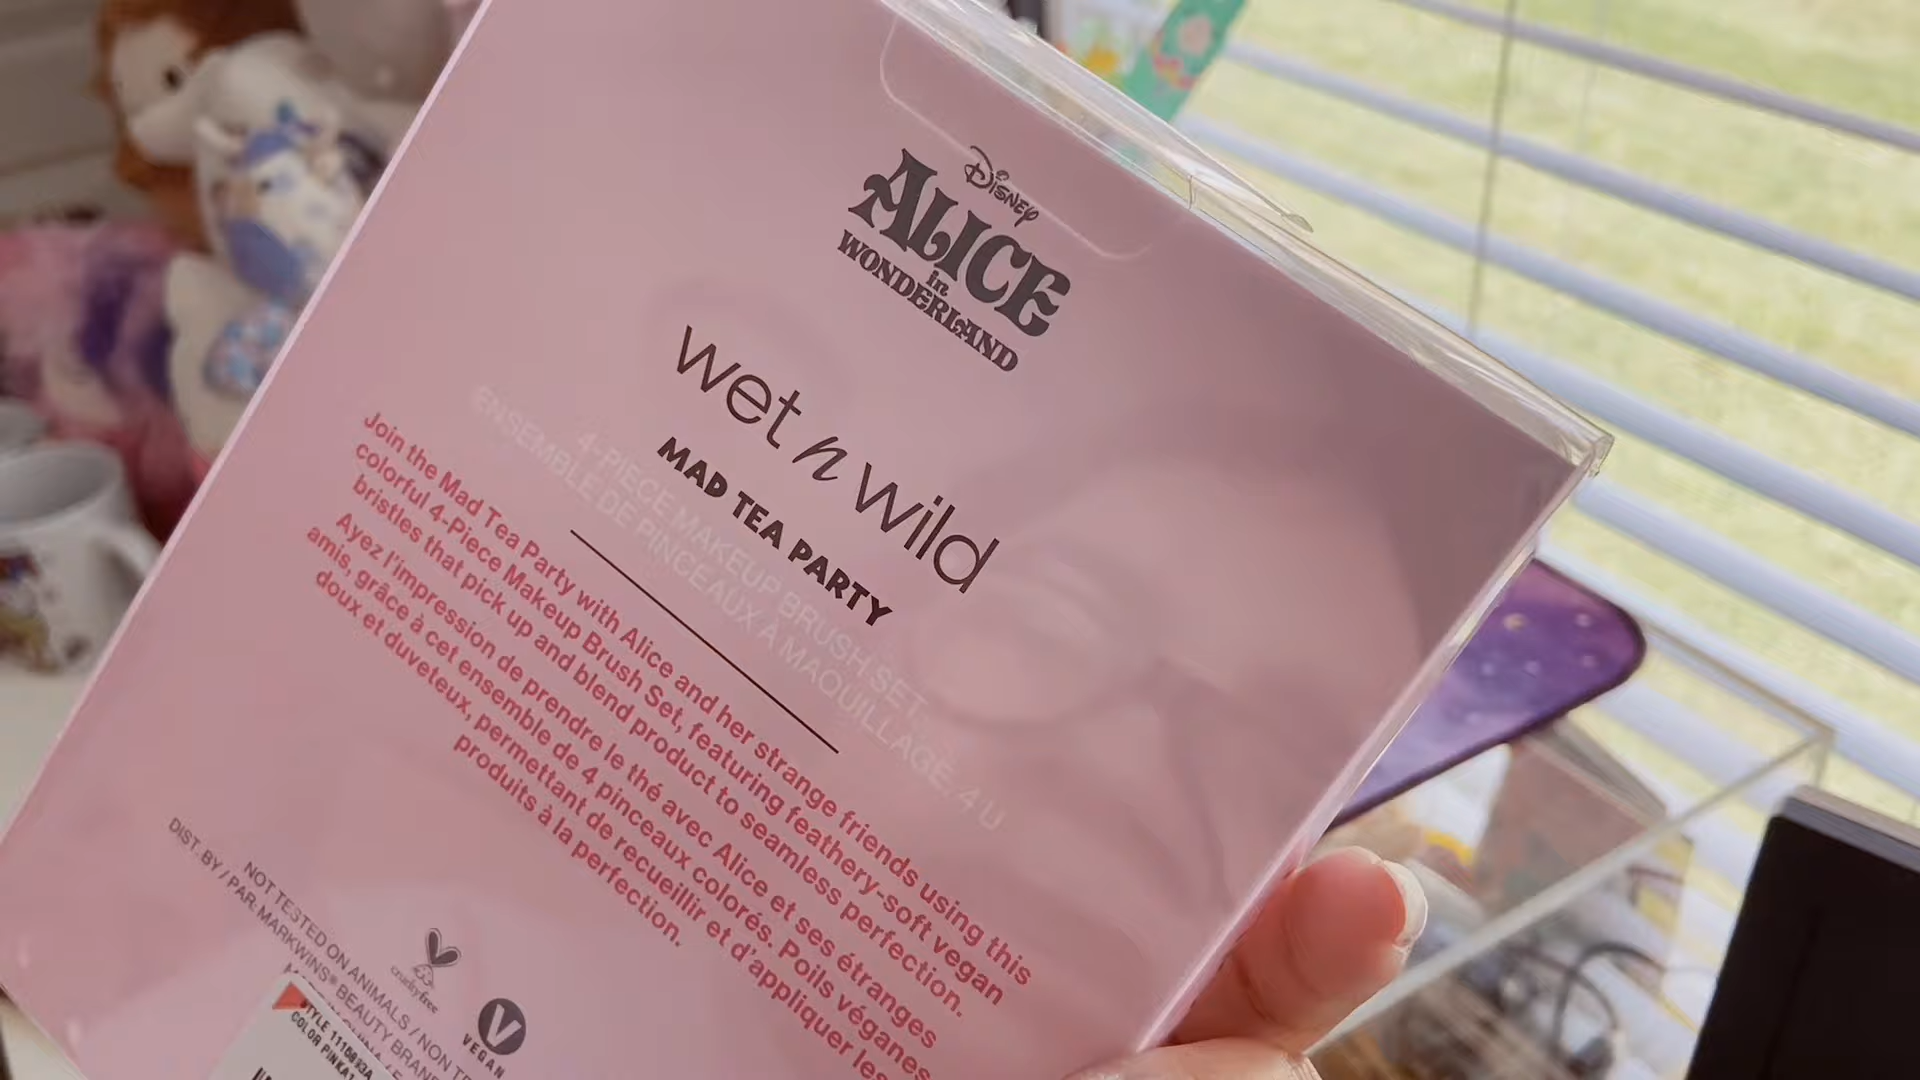 Disney
ALICE
in
WONDERLAND
wet n wild
MAD TEA PARTY
4-PIECE MAKEUP BRUSH SET
ENSEMBLE DE PINCEAUX À MAQUILLAGE, 4 U
Join the Mad Tea Party with Alice and her strange friends using this
colorful 4-Piece Makeup Brush Set, featuring feathery-soft vegan
bristles that pick up and blend product to seamless perfection.
Ayez l'impression de prendre le thé avec Alice et ses étranges
amis, grâce à cet ensemble de 4 pinceaux colorés. Poils véganes
doux et duveteux, permettant de recueillir et d'appliquer les
produits à la perfection.
crueltyfree
VEGAN
NOT TESTED ON ANIMALS / NON
DIST. BY / PAR: MARKWINS® BEAUTY
STYLE
COLOR